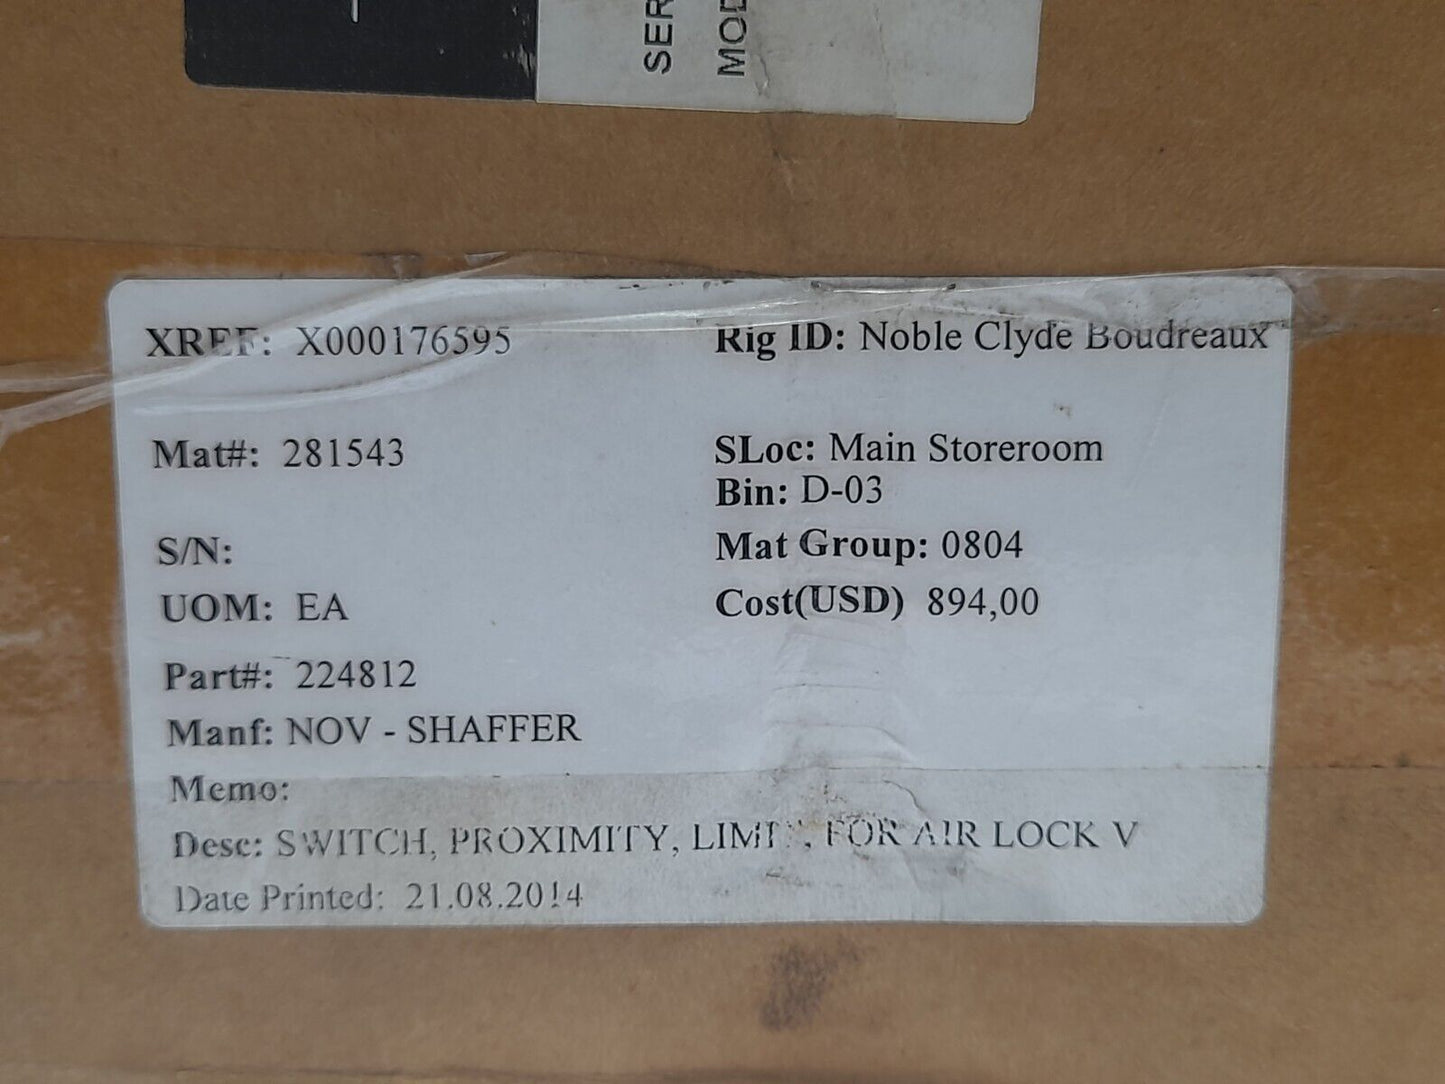 SER
MOD
XREF: X000176595
Rig ID: Noble Clyde Boudreaux
Mat#: 281543
SLoc: Main Storeroom
Bin: D-03
S/N:
Mat Group: 0804
UOM: EA
Cost(USD) 894,00
Part#: 224812
Manf: NOV - SHAFFER
Memo:
Desc: SWITCH, PROXIMITY, LIMIT, FOR AIR LOCK V
Date Printed: 21.08.2014